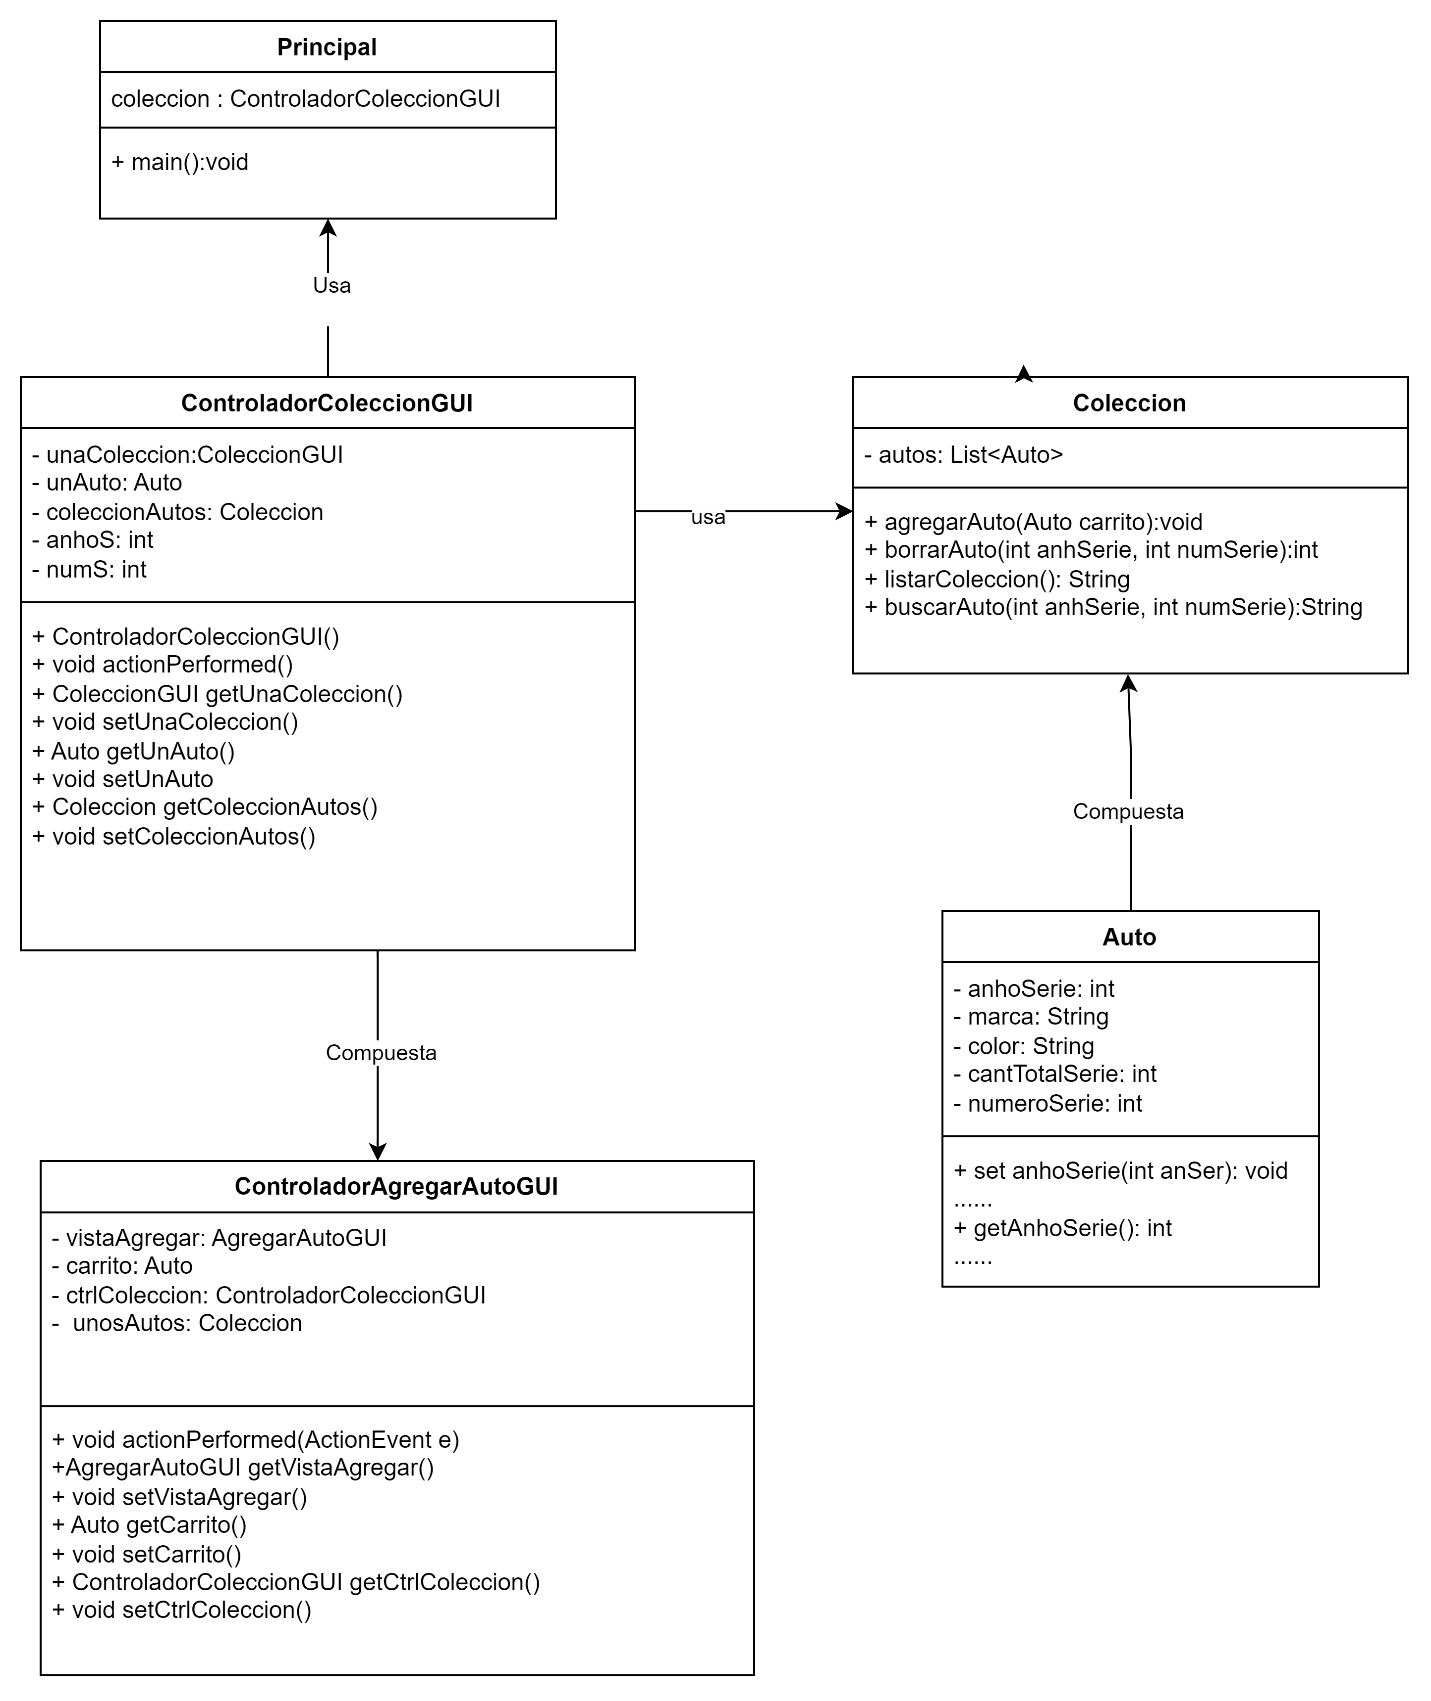 Principal
coleccion : ControladorColeccionGUI
+ main():void
Usa
ControladorColeccionGUI
- unaColeccion:ColeccionGUI
- unAuto: Auto
- coleccionAutos: Coleccion
- anhoS: int
- numS: int
+ ControladorColeccionGUI()
+ void actionPerformed()
+ ColeccionGUI getUnaColeccion()
+ void setUnaColeccion()
+ Auto getUnAuto()
+ void setUnAuto
+ Coleccion getColeccionAutos()
+ void setColeccionAutos()
usa
Coleccion
- autos: List<Auto>
+ agregarAuto(Auto carrito):void
+ borrarAuto(int anhSerie, int numSerie):int
+ listarColeccion(): String
+ buscarAuto(int anhSerie, int numSerie):String
Compuesta
Auto
- anhoSerie: int
- marca: String
- color: String
- cantTotalSerie: int
- numeroSerie: int
+ set anhoSerie(int anSer): void
......
+ getAnhoSerie(): int
......
Compuesta
ControladorAgregarAutoGUI
- vistaAgregar: AgregarAutoGUI
- carrito: Auto
- ctrlColeccion: ControladorColeccionGUI
-  unosAutos: Coleccion
+ void actionPerformed(ActionEvent e)
+AgregarAutoGUI getVistaAgregar()
+ void setVistaAgregar()
+ Auto getCarrito()
+ void setCarrito()
+ ControladorColeccionGUI getCtrlColeccion()
+ void setCtrlColeccion()